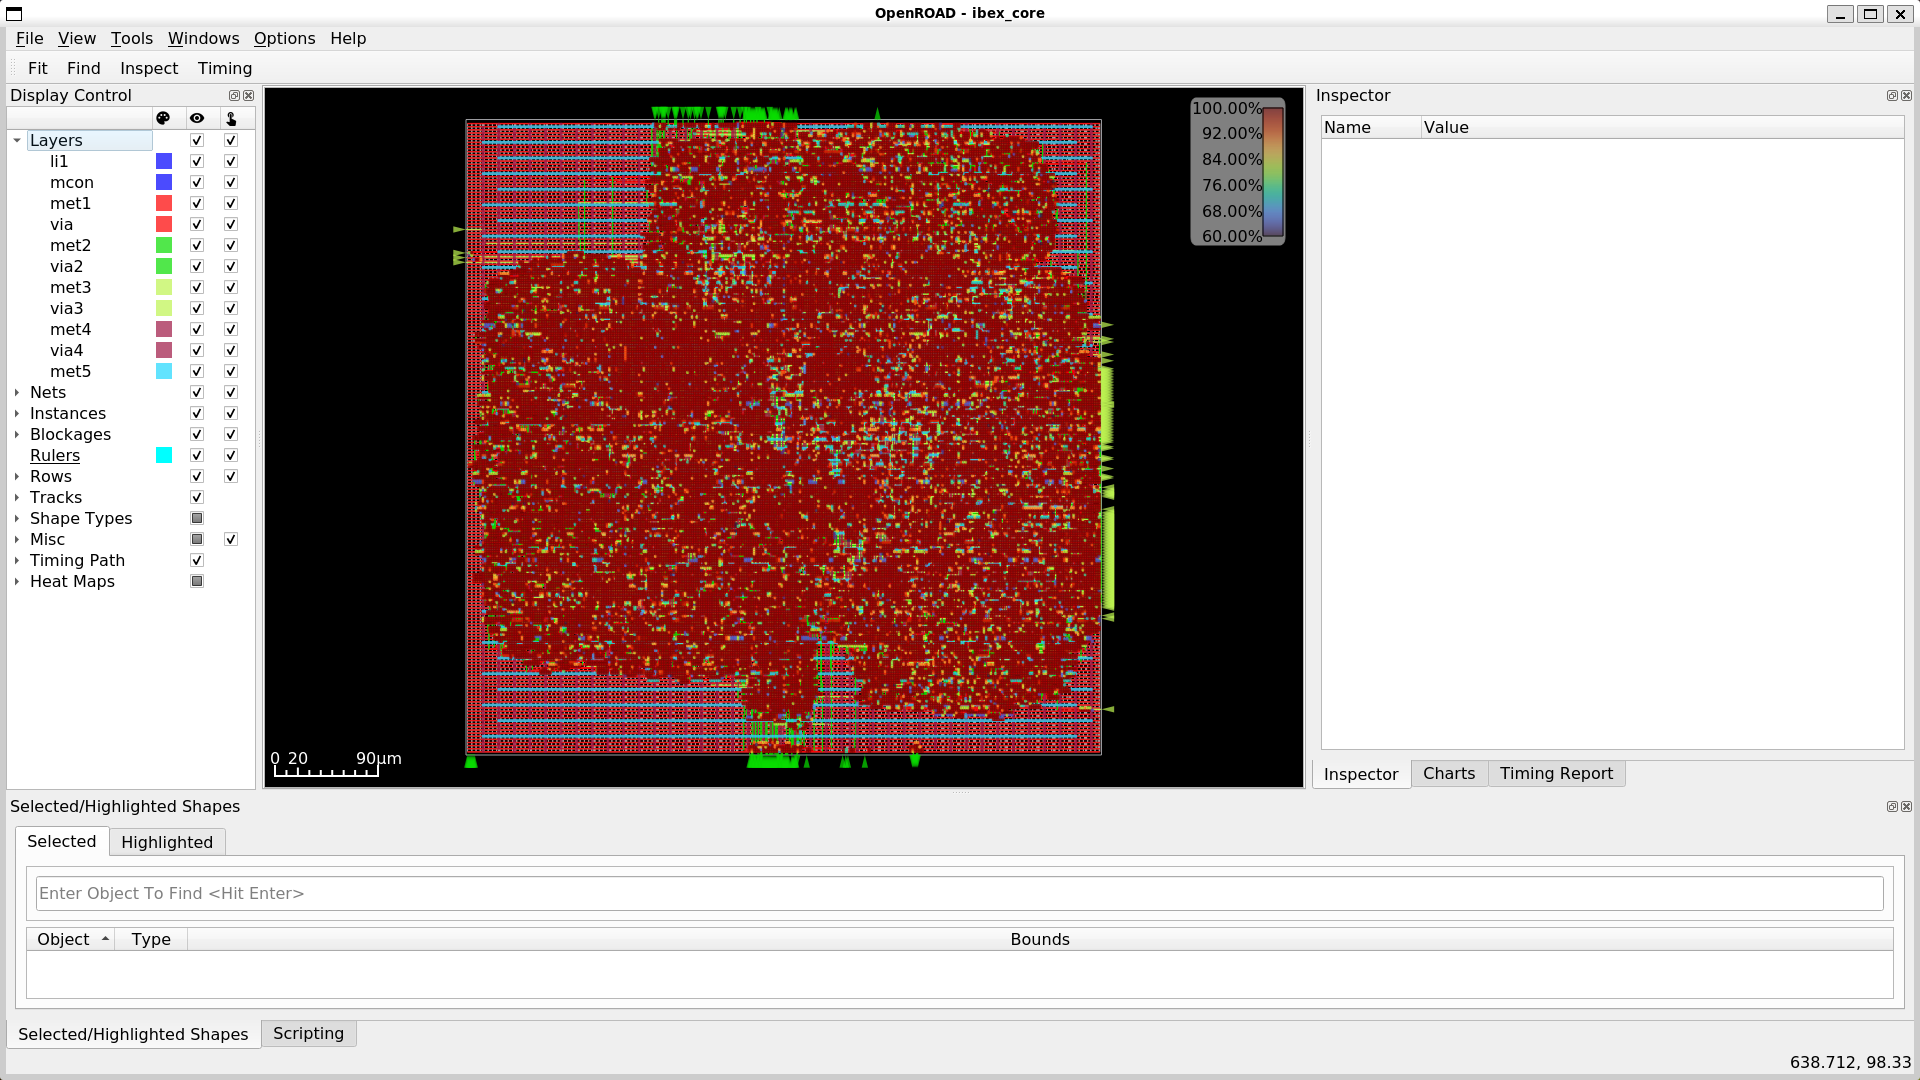 OpenROAD - ibex_core
File View Tools Windows Options Help
Fit Find Inspect Timing
Display Control
Layers
li1
mcon
met1
via
met2
via2
met3
via3
met4
via4
met5
Nets
Instances
Blockages
Rulers
Rows
Tracks
Shape Types
Misc
Timing Path
Heat Maps
100.00%
92.00%
84.00%
76.00%
68.00%
60.00%
0 20 90μm
Inspector
Name Value
Inspector Charts Timing Report
Selected/Highlighted Shapes
Selected Highlighted
Enter Object To Find <Hit Enter>
Object Type Bounds
Selected/Highlighted Shapes Scripting
638.712, 98.33